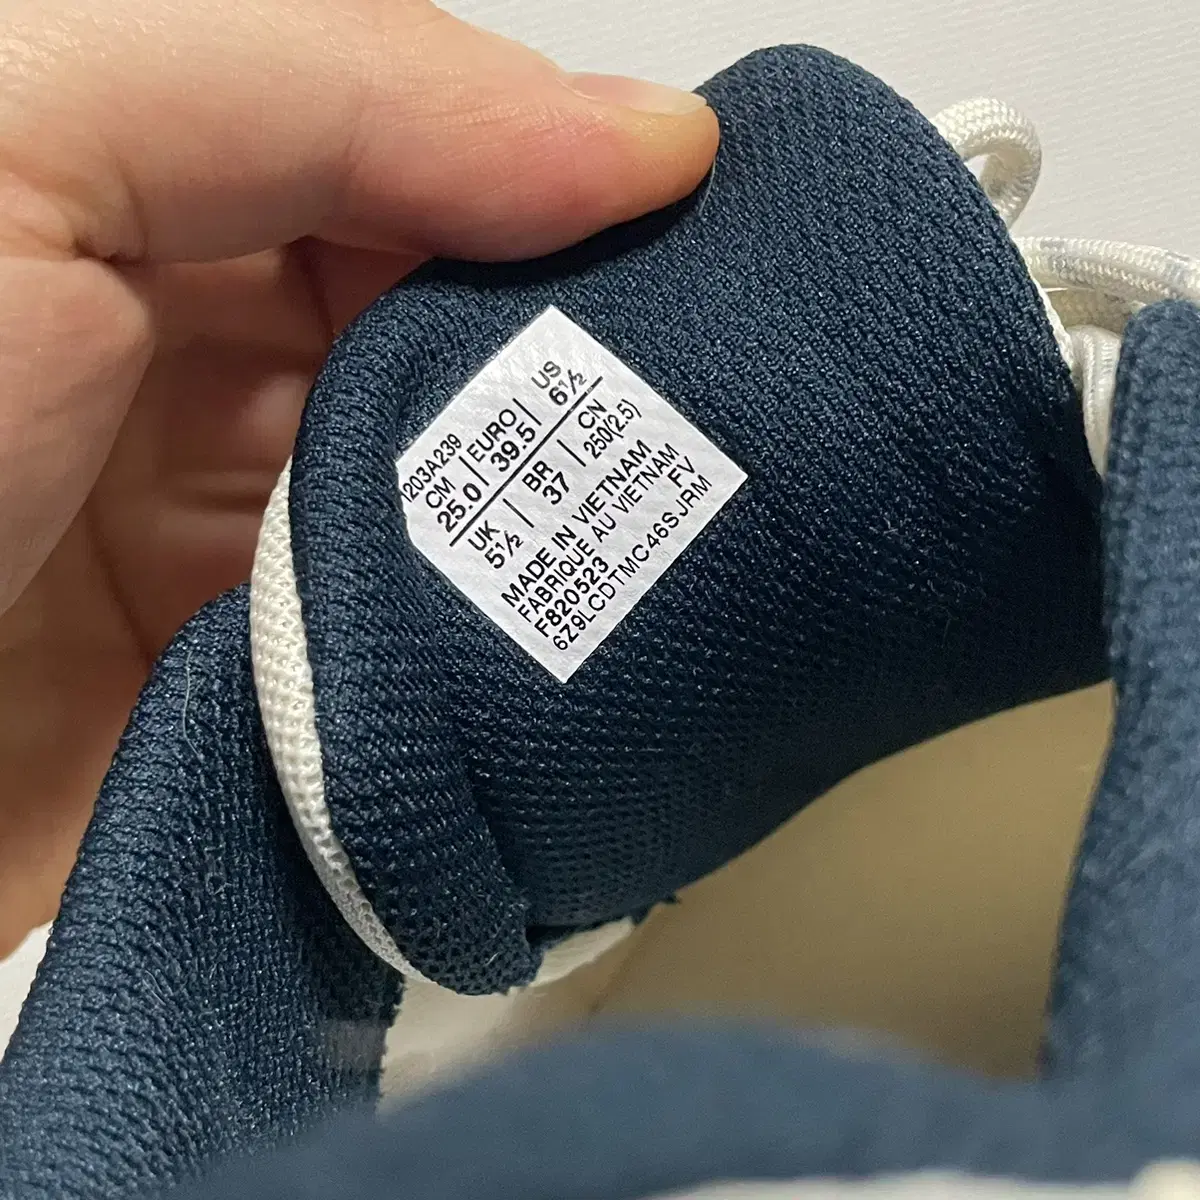 1203A239
CM EURO US
25.0 39.5 6½
UK BR CN
5½ 37 250(2.5)
MADE IN VIETNAM
FABRIQUE AU VIETNAM
F820523 FV
6Z9LCDTMC46SJRM